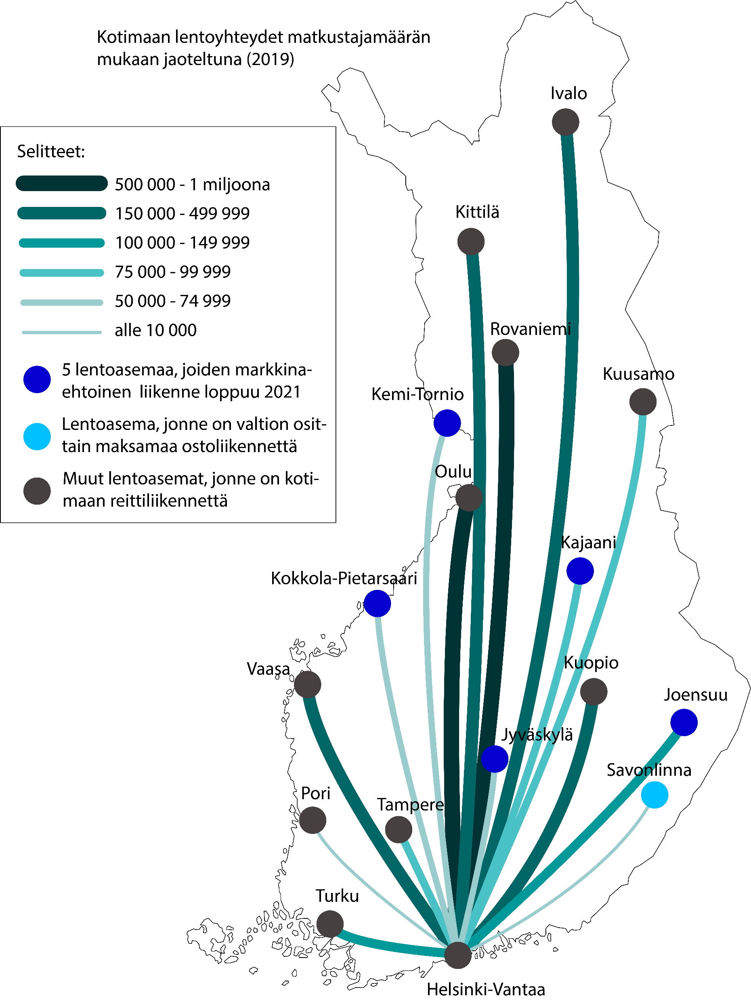 Kotimaan lentoyhteydet matkustajamäärän
mukaan jaoteltuna (2019)
Selitteet:
500 000 - 1 miljoona
150 000 - 499 999
100 000 - 149 999
75 000 - 99 999
50 000 - 74 999
alle 10 000
5 lentoasemaa, joiden markkina-
ehtoinen liikenne loppuu 2021
Lentoasema, jonne on valtion osit-
tain maksamaa ostoliikennettä
Muut lentoasemat, jonne on koti-
maan reittiliikennettä
Ivalo
Kittilä
Rovaniemi
Kuusamo
Kemi-Tornio
Oulu
Kajaani
Kokkola-Pietarsaari
Kuopio
Vaasa
Joensuu
Jyväskylä
Savonlinna
Pori
Tampere
Turku
Helsinki-Vantaa